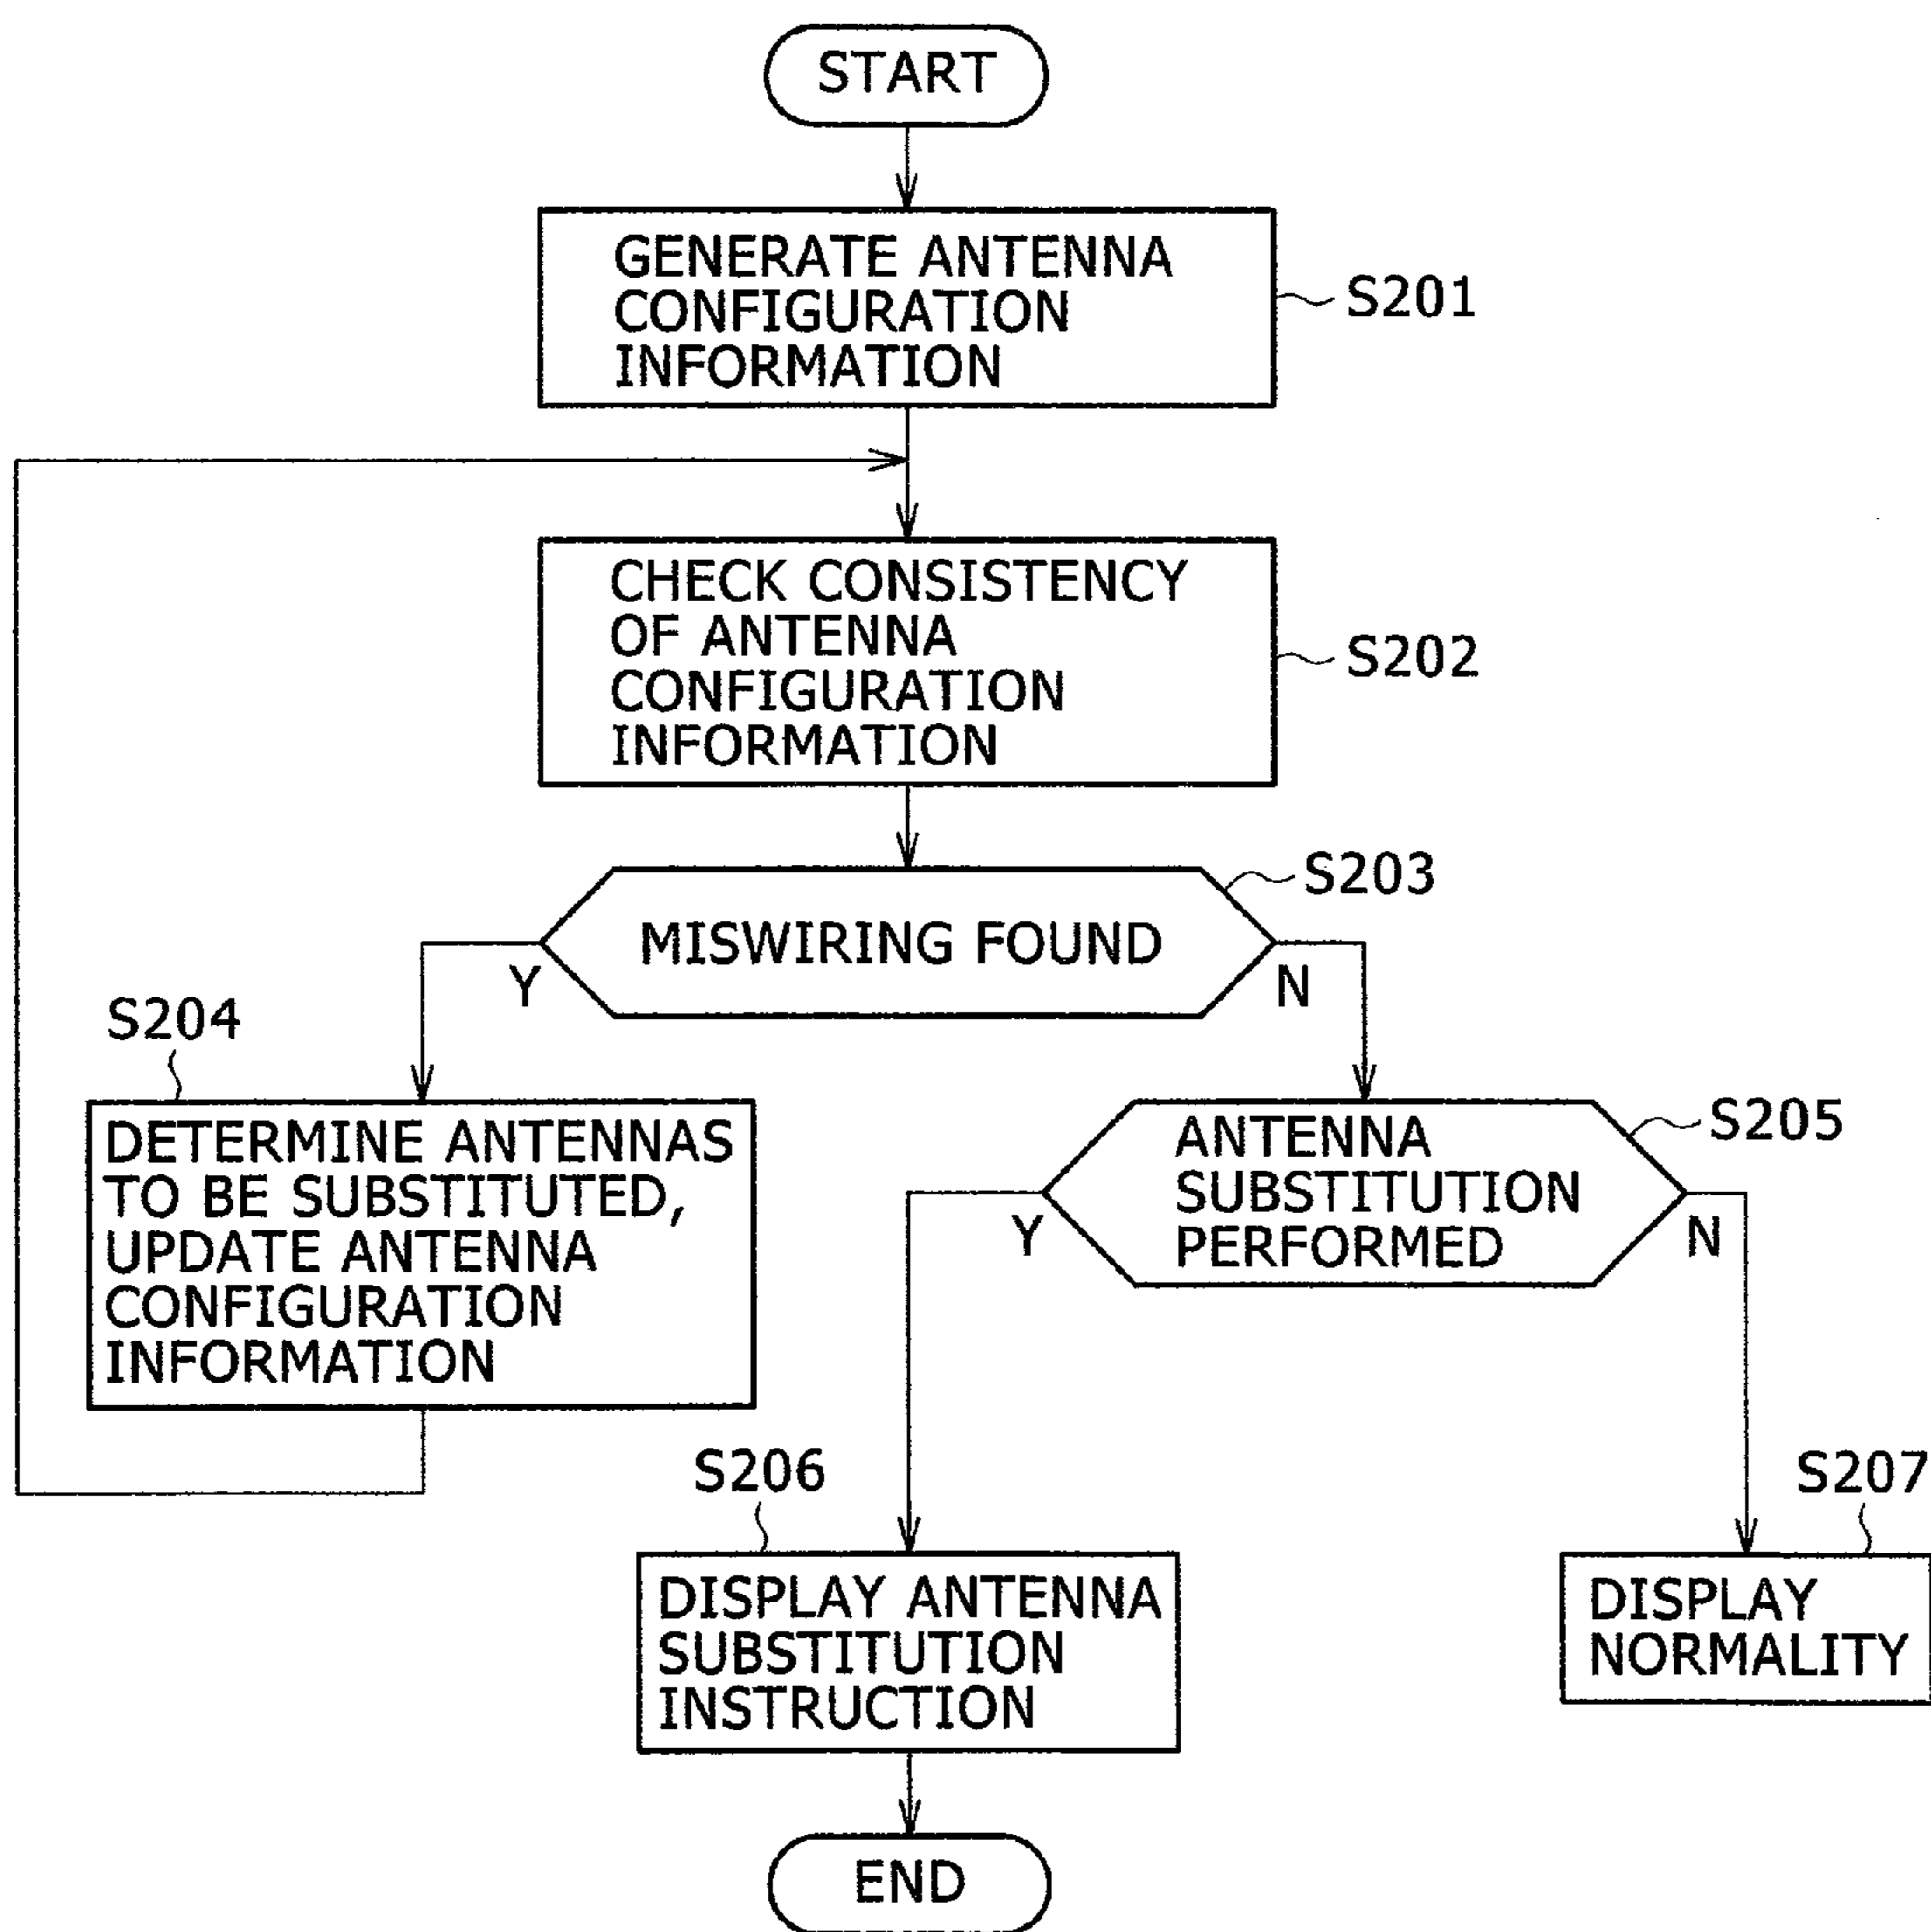 START
GENERATE ANTENNA
CONFIGURATION
INFORMATION
S201
CHECK CONSISTENCY
OF ANTENNA
CONFIGURATION
INFORMATION
S202
S203
MISWIRING FOUND
Y
N
S204
DETERMINE ANTENNAS
TO BE SUBSTITUTED,
UPDATE ANTENNA
CONFIGURATION
INFORMATION
S205
ANTENNA
SUBSTITUTION
PERFORMED
Y
N
S206
DISPLAY ANTENNA
SUBSTITUTION
INSTRUCTION
S207
DISPLAY
NORMALITY
END